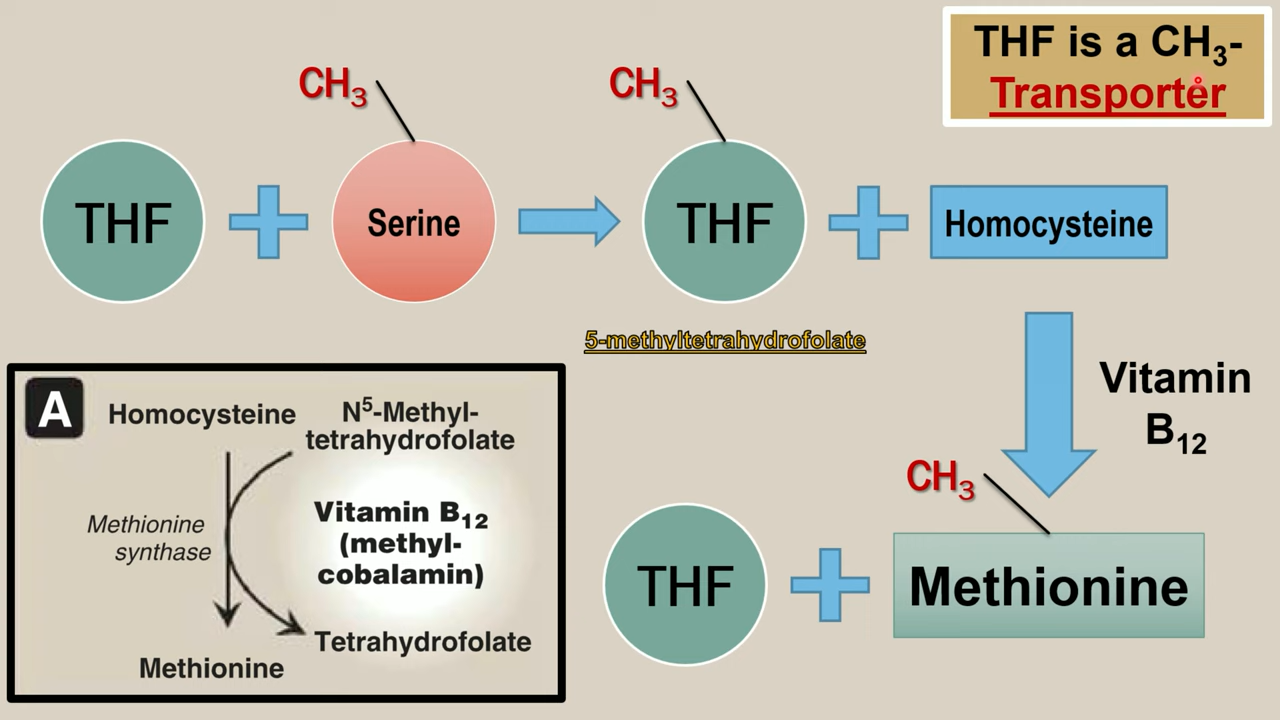 THF is a CH₃-
Transporter
CH₃
CH₃
THF
Serine
THF
Homocysteine
5-methyltetrahydrofolate
Vitamin
B₁₂
CH₃
THF
Methionine
A
Homocysteine
N⁵-Methyl-
tetrahydrofolate
Methionine
synthase
Vitamin B₁₂
(methyl-
cobalamin)
Tetrahydrofolate
Methionine